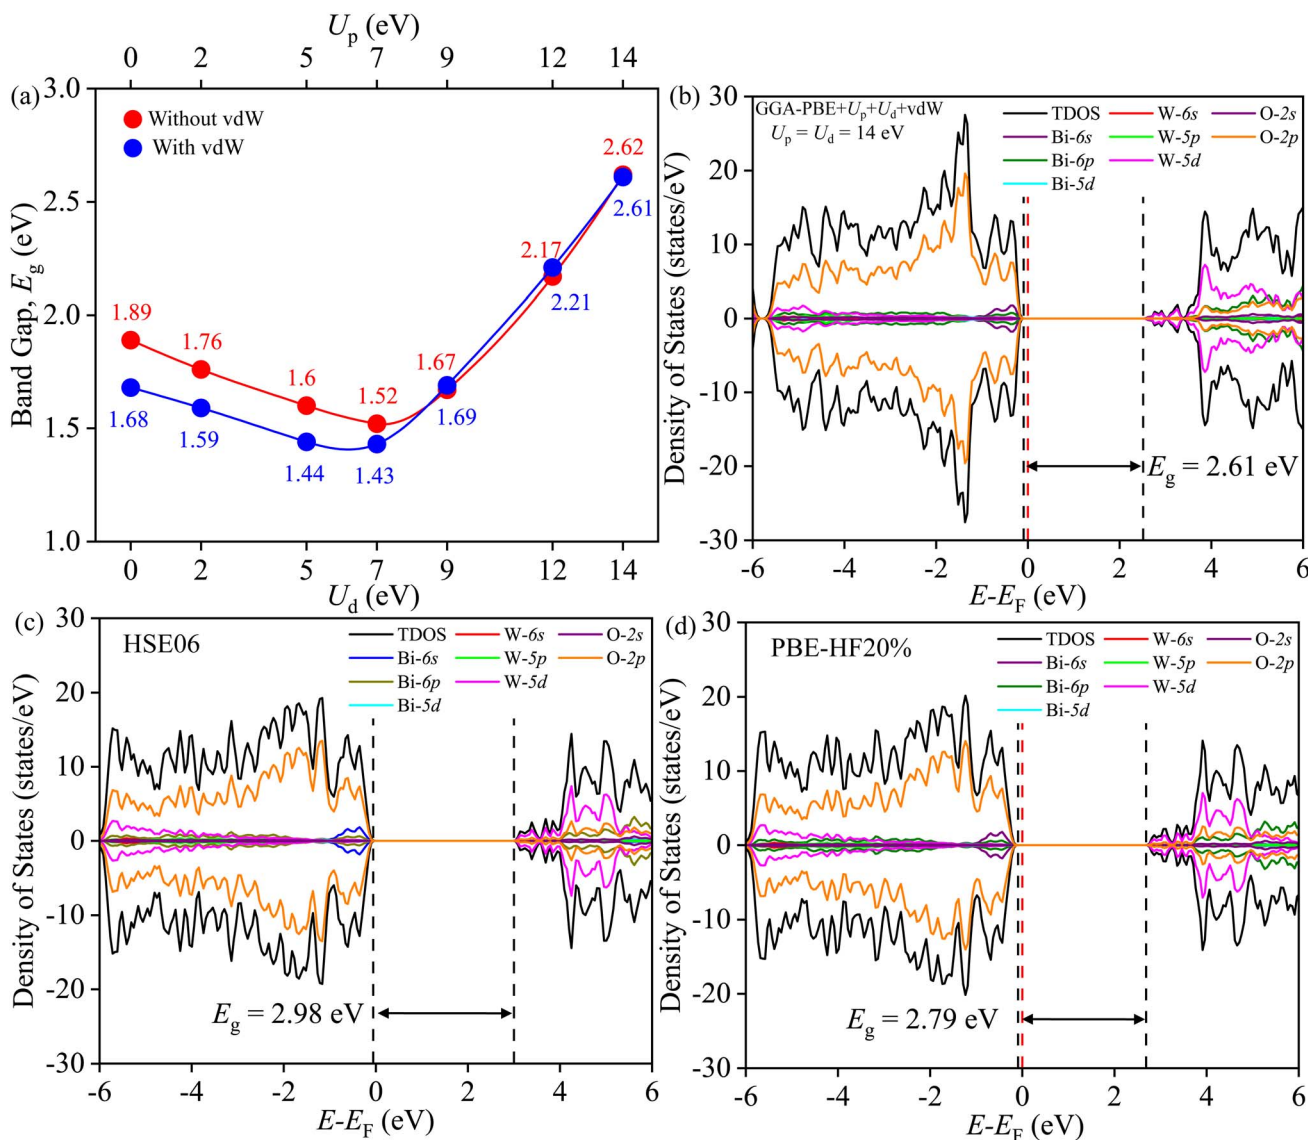 U_p (eV)
0 2 5 7 9 12 14
(a)
3.0
2.5
2.0
1.5
1.0
Band Gap, E_g (eV)
Without vdW
With vdW
1.89
1.76
1.6
1.52
1.67
2.17
2.62
1.68
1.59
1.44
1.43
1.69
2.21
2.61
0 2 5 7 9 12 14
U_d (eV)
(b)
GGA-PBE+U_p+U_d+vdW
U_p = U_d = 14 eV
TDOS W-6s O-2s
Bi-6s W-5p O-2p
Bi-6p W-5d
Bi-5d
30
20
10
0
-10
-20
-30
Density of States (states/eV)
E_g = 2.61 eV
-6 -4 -2 0 2 4 6
E-E_F (eV)
(c)
HSE06
TDOS W-6s O-2s
Bi-6s W-5p O-2p
Bi-6p W-5d
Bi-5d
30
20
10
0
-10
-20
-30
Density of States (states/eV)
E_g = 2.98 eV
-6 -4 -2 0 2 4 6
E-E_F (eV)
(d)
PBE-HF20%
TDOS W-6s O-2s
Bi-6s W-5p O-2p
Bi-6p W-5d
Bi-5d
30
20
10
0
-10
-20
-30
Density of States (states/eV)
E_g = 2.79 eV
-6 -4 -2 0 2 4 6
E-E_F (eV)